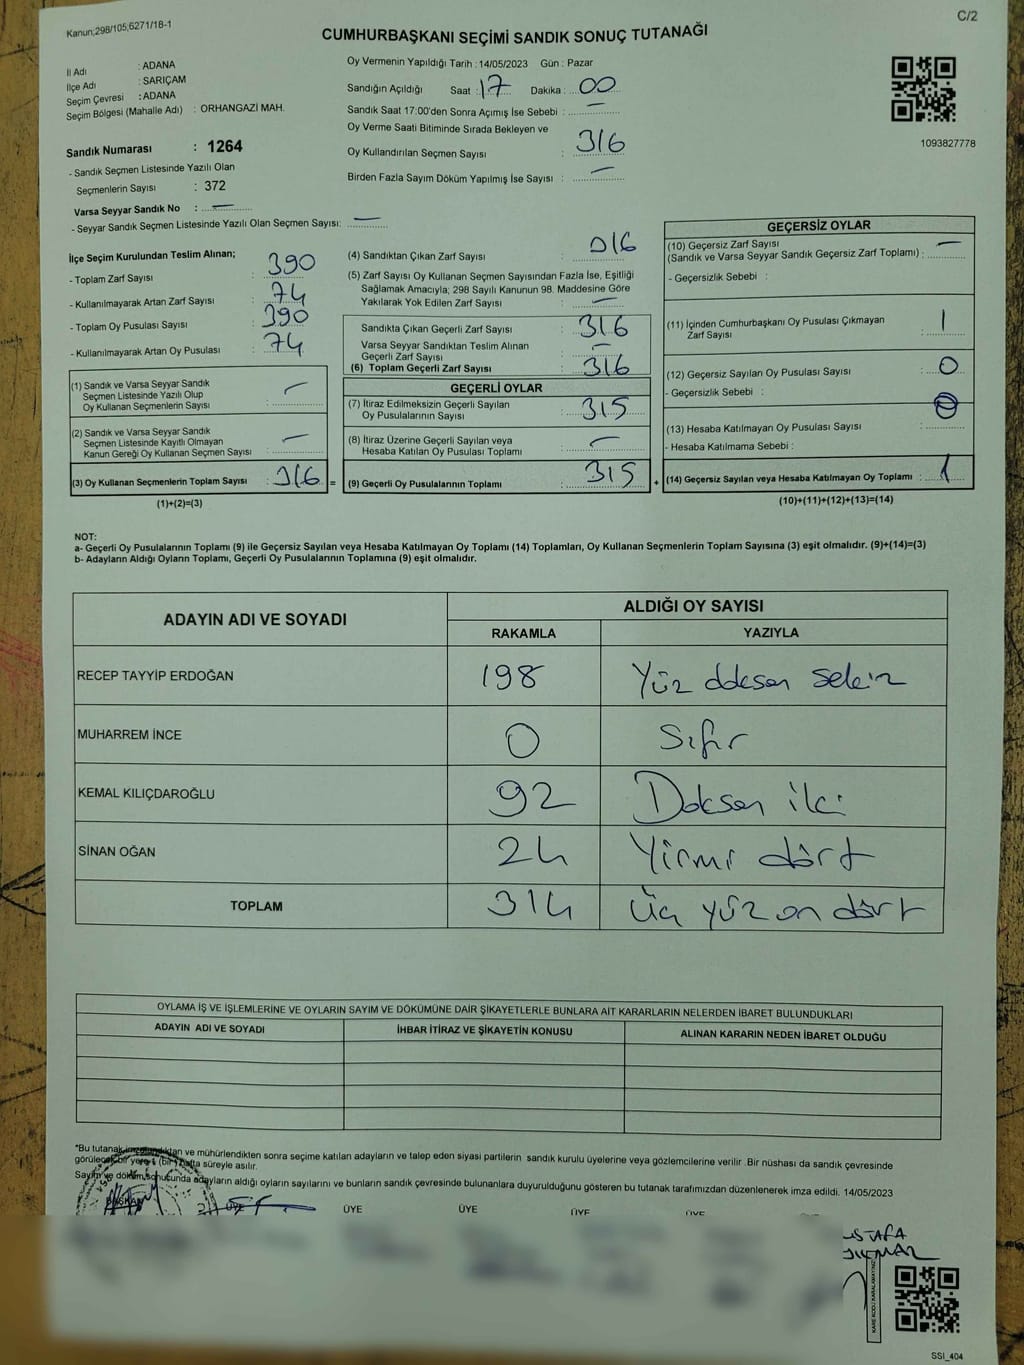 Kanun;298/105,6271/18-1
C/2
CUMHURBAŞKANI SEÇİMİ SANDIK SONUÇ TUTANAĞI
İl Adı : ADANA
İlçe Adı : SARIÇAM
Seçim Çevresi : ADANA
Seçim Bölgesi (Mahalle Adı) : ORHANGAZİ MAH.
Sandık Numarası : 1264
- Sandık Seçmen Listesinde Yazılı Olan
Seçmenlerin Sayısı : 372
Varsa Seyyar Sandık No : —
- Seyyar Sandık Seçmen Listesinde Yazılı Olan Seçmen Sayısı: —
Oy Vermenin Yapıldığı Tarih :14/05/2023 Gün : Pazar
Sandığın Açıldığı Saat : 17 Dakika : 00
Sandık Saat 17:00'den Sonra Açımış İse Sebebi : —
Oy Verme Saati Bitiminde Sırada Bekleyen ve
Oy Kullandırılan Seçmen Sayısı : 316
Birden Fazla Sayım Döküm Yapılmış İse Sayısı : —
1093827778
İlçe Seçim Kurulundan Teslim Alınan;
- Toplam Zarf Sayısı : 390
- Kullanılmayarak Artan Zarf Sayısı : 74
- Toplam Oy Pusulası Sayısı : 390
- Kullanılmayarak Artan Oy Pusulası : 74
(1) Sandık ve Varsa Seyyar Sandık
Seçmen Listesinde Yazılı Olup
Oy Kullanan Seçmenlerin Sayısı : —
(2) Sandık ve Varsa Seyyar Sandık
Seçmen Listesinde Kayıtlı Olmayan
Kanun Gereği Oy Kullanan Seçmen Sayısı : —
(3) Oy Kullanan Seçmenlerin Toplam Sayısı : 316 =
(1)+(2)=(3)
(4) Sandıktan Çıkan Zarf Sayısı : 316
(5) Zarf Sayısı Oy Kullanan Seçmen Sayısından Fazla İse, Eşitliği
Sağlamak Amacıyla; 298 Sayılı Kanunun 98. Maddesine Göre
Yakılarak Yok Edilen Zarf Sayısı : —
Sandıkta Çıkan Geçerli Zarf Sayısı : 316
Varsa Seyyar Sandıktan Teslim Alınan
Geçerli Zarf Sayısı : —
(6) Toplam Geçerli Zarf Sayısı : 316
GEÇERLİ OYLAR
(7) İtiraz Edilmeksizin Geçerli Sayılan
Oy Pusulalarının Sayısı : 315
(8) İtiraz Üzerine Geçerli Sayılan veya
Hesaba Katılan Oy Pusulası Toplamı : —
(9) Geçerli Oy Pusulalarının Toplamı : 315 +
GEÇERSİZ OYLAR
(10) Geçersiz Zarf Sayısı
(Sandık ve Varsa Seyyar Sandık Geçersiz Zarf Toplamı) : —
- Geçersizlik Sebebi :
(11) İçinden Cumhurbaşkanı Oy Pusulası Çıkmayan
Zarf Sayısı : 1
(12) Geçersiz Sayılan Oy Pusulası Sayısı : 0
- Geçersizlik Sebebi :
(13) Hesaba Katılmayan Oy Pusulası Sayısı : 0
- Hesaba Katılmama Sebebi :
(14) Geçersiz Sayılan veya Hesaba Katılmayan Oy Toplamı : 1
(10)+(11)+(12)+(13)=(14)
NOT:
a- Geçerli Oy Pusulalarının Toplamı (9) ile Geçersiz Sayılan veya Hesaba Katılmayan Oy Toplamı (14) Toplamları, Oy Kullanan Seçmenlerin Toplam Sayısına (3) eşit olmalıdır. (9)+(14)=(3)
b- Adayların Aldığı Oyların Toplamı, Geçerli Oy Pusulalarının Toplamına (9) eşit olmalıdır.
ADAYIN ADI VE SOYADI
ALDIĞI OY SAYISI
RAKAMLA YAZIYLA
RECEP TAYYİP ERDOĞAN 198 Yüz doksan sekiz
MUHARREM İNCE 0 Sıfır
KEMAL KILIÇDAROĞLU 92 Doksan iki
SİNAN OĞAN 24 Yirmi dört
TOPLAM 314 Üç yüz on dört
OYLAMA İŞ VE İŞLEMLERİNE VE OYLARIN SAYIM VE DÖKÜMÜNE DAİR ŞİKAYETLERLE BUNLARA AİT KARARLARIN NELERDEN İBARET BULUNDUKLARI
ADAYIN ADI VE SOYADI İHBAR İTİRAZ VE ŞİKAYETİN KONUSU ALINAN KARARIN NEDEN İBARET OLDUĞU
*Bu tutanak imzalandıktan ve mühürlendikten sonra seçime katılan adayların ve talep eden siyasi partilerin sandık kurulu üyelerine veya gözlemcilerine verilir .Bir nüshası da sandık çevresinde
görülecek bir yere 1 (bir) hafta süreyle asılır.
Sayım ve döküm sonucunda adayların aldığı oyların sayılarını ve bunların sandık çevresinde bulunanlara duyurulduğunu gösteren bu tutanak tarafımızdan düzenlenerek imza edildi. 14/05/2023
BAŞKAN ÜYE ÜYE ÜYE ÜYE ÜYE
KARE KODU KARALAMAYINIZ
SSI_404